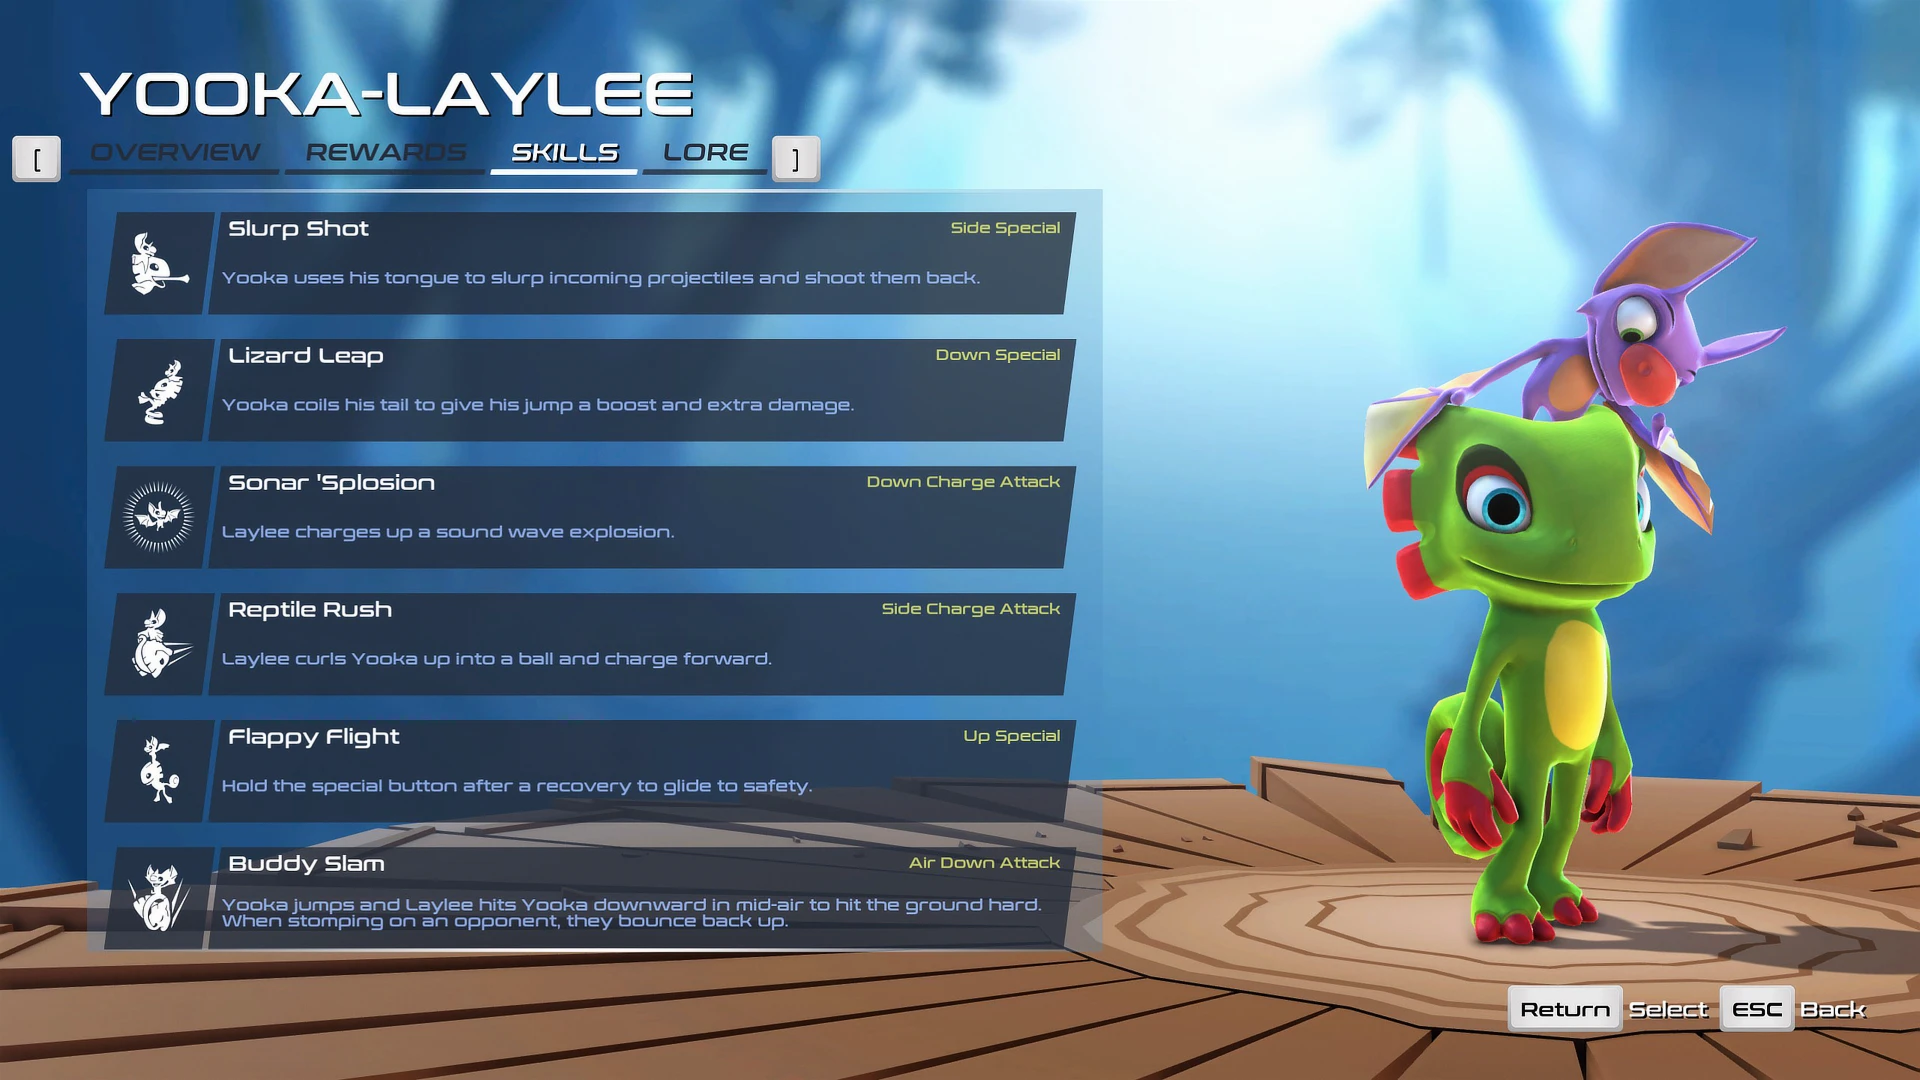 YOOKA-LAYLEE
[ OVERVIEW REWARDS SKILLS LORE ]
Slurp Shot Side Special
Yooka uses his tongue to slurp incoming projectiles and shoot them back.
Lizard Leap Down Special
Yooka coils his tail to give his jump a boost and extra damage.
Sonar 'Splosion Down Charge Attack
Laylee charges up a sound wave explosion.
Reptile Rush Side Charge Attack
Laylee curls Yooka up into a ball and charge forward.
Flappy Flight Up Special
Hold the special button after a recovery to glide to safety.
Buddy Slam Air Down Attack
Yooka jumps and Laylee hits Yooka downward in mid-air to hit the ground hard.
When stomping on an opponent, they bounce back up.
Return Select ESC Back